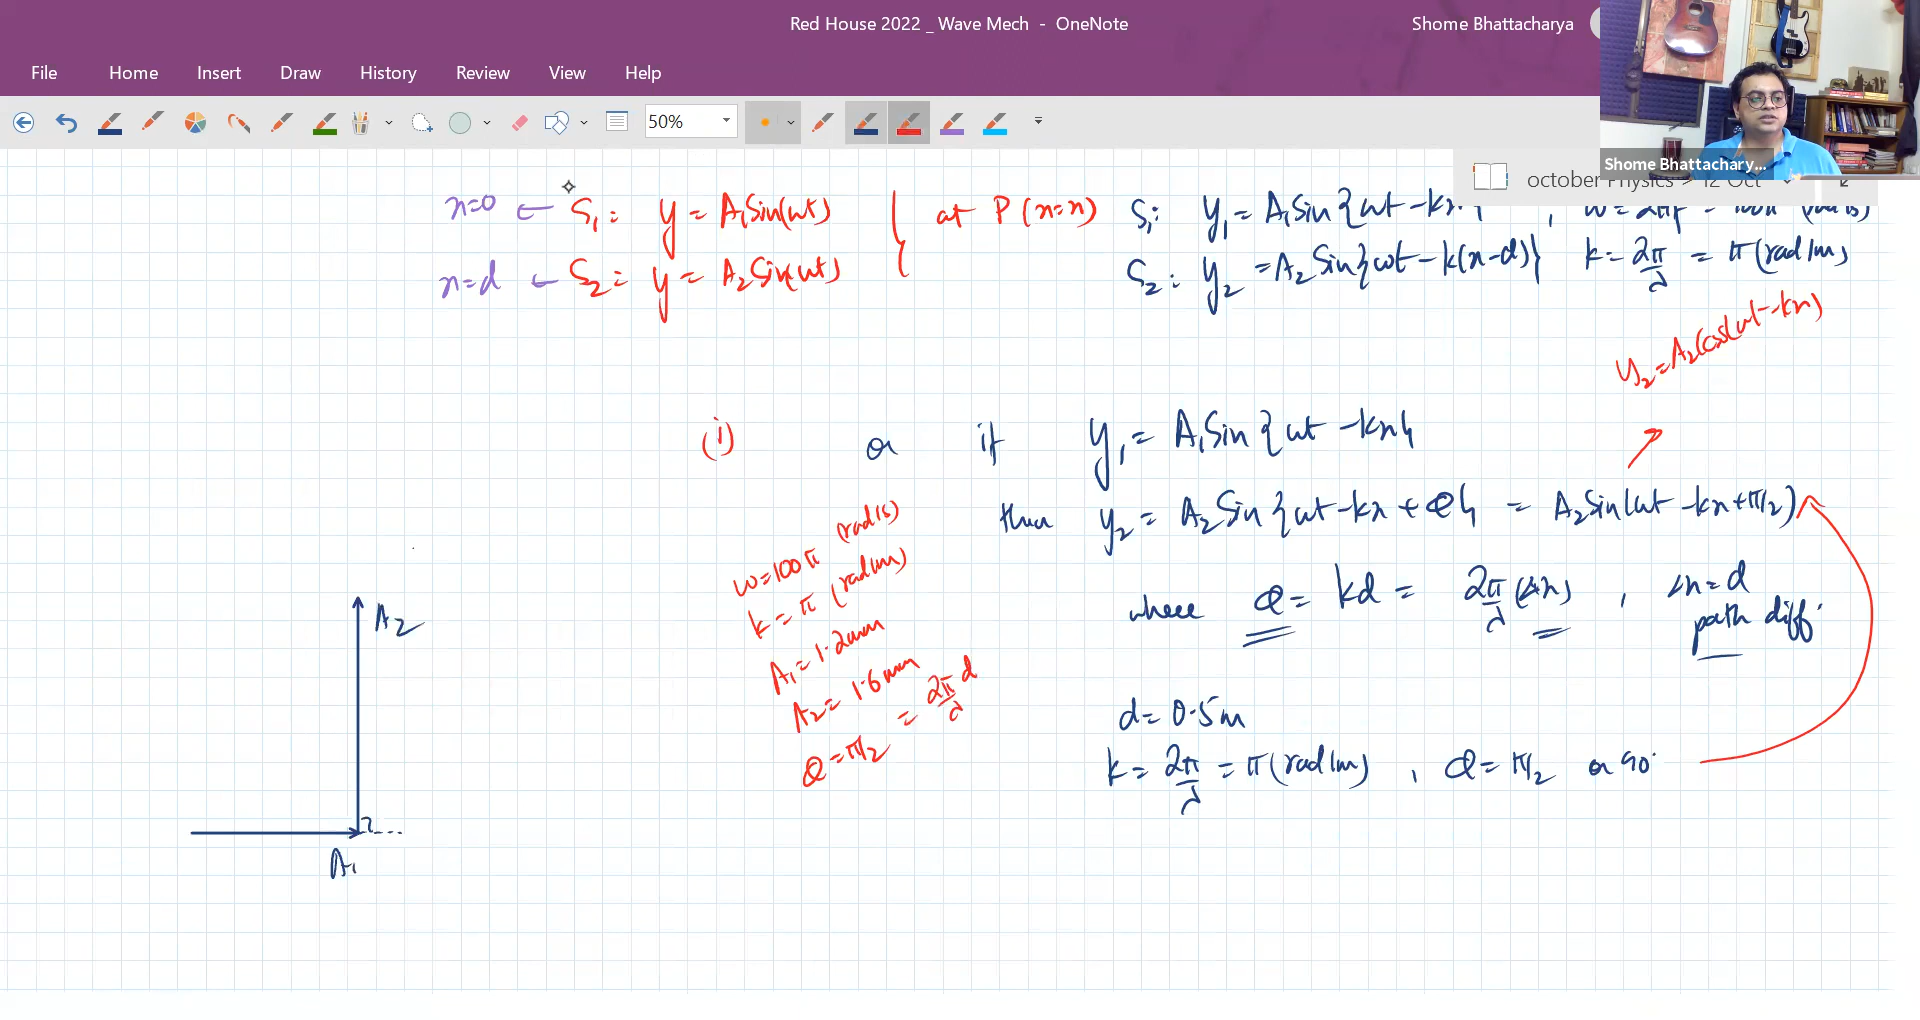 Red House 2022 _ Wave Mech - OneNote
Shome Bhattacharya
File Home Insert Draw History Review View Help
50%
Shome Bhattachary...
october Physics > 12 Oct
x=0 ← S₁: y = A₁Sin(ωt)
x=d ← S₂: y = A₂Sin(ωt)
at P (x=x)
S₁: y₁ = A₁Sin{ωt - kx}, ω = 2πf = 100π (rad/s)
S₂: y₂ = A₂Sin{ωt - k(x-d)} k = 2π/λ = π (rad/m)
y₂ = A₂Cos(ωt - kx)
(i)
or if y₁ = A₁Sin{ωt - kx}
then y₂ = A₂Sin{ωt - kx + φ} = A₂Sin(ωt - kx + π/2)
where φ = kd = 2π/λ (Δx), Δx = d
path diff
ω = 100π (rad/s)
k = π (rad/m)
A₁ = 1.2mm
A₂ = 1.6mm
φ = π/2 = 2π/λ d
d = 0.5m
k = 2π/λ = π (rad/m), φ = π/2 or 90°
A₂
A₁